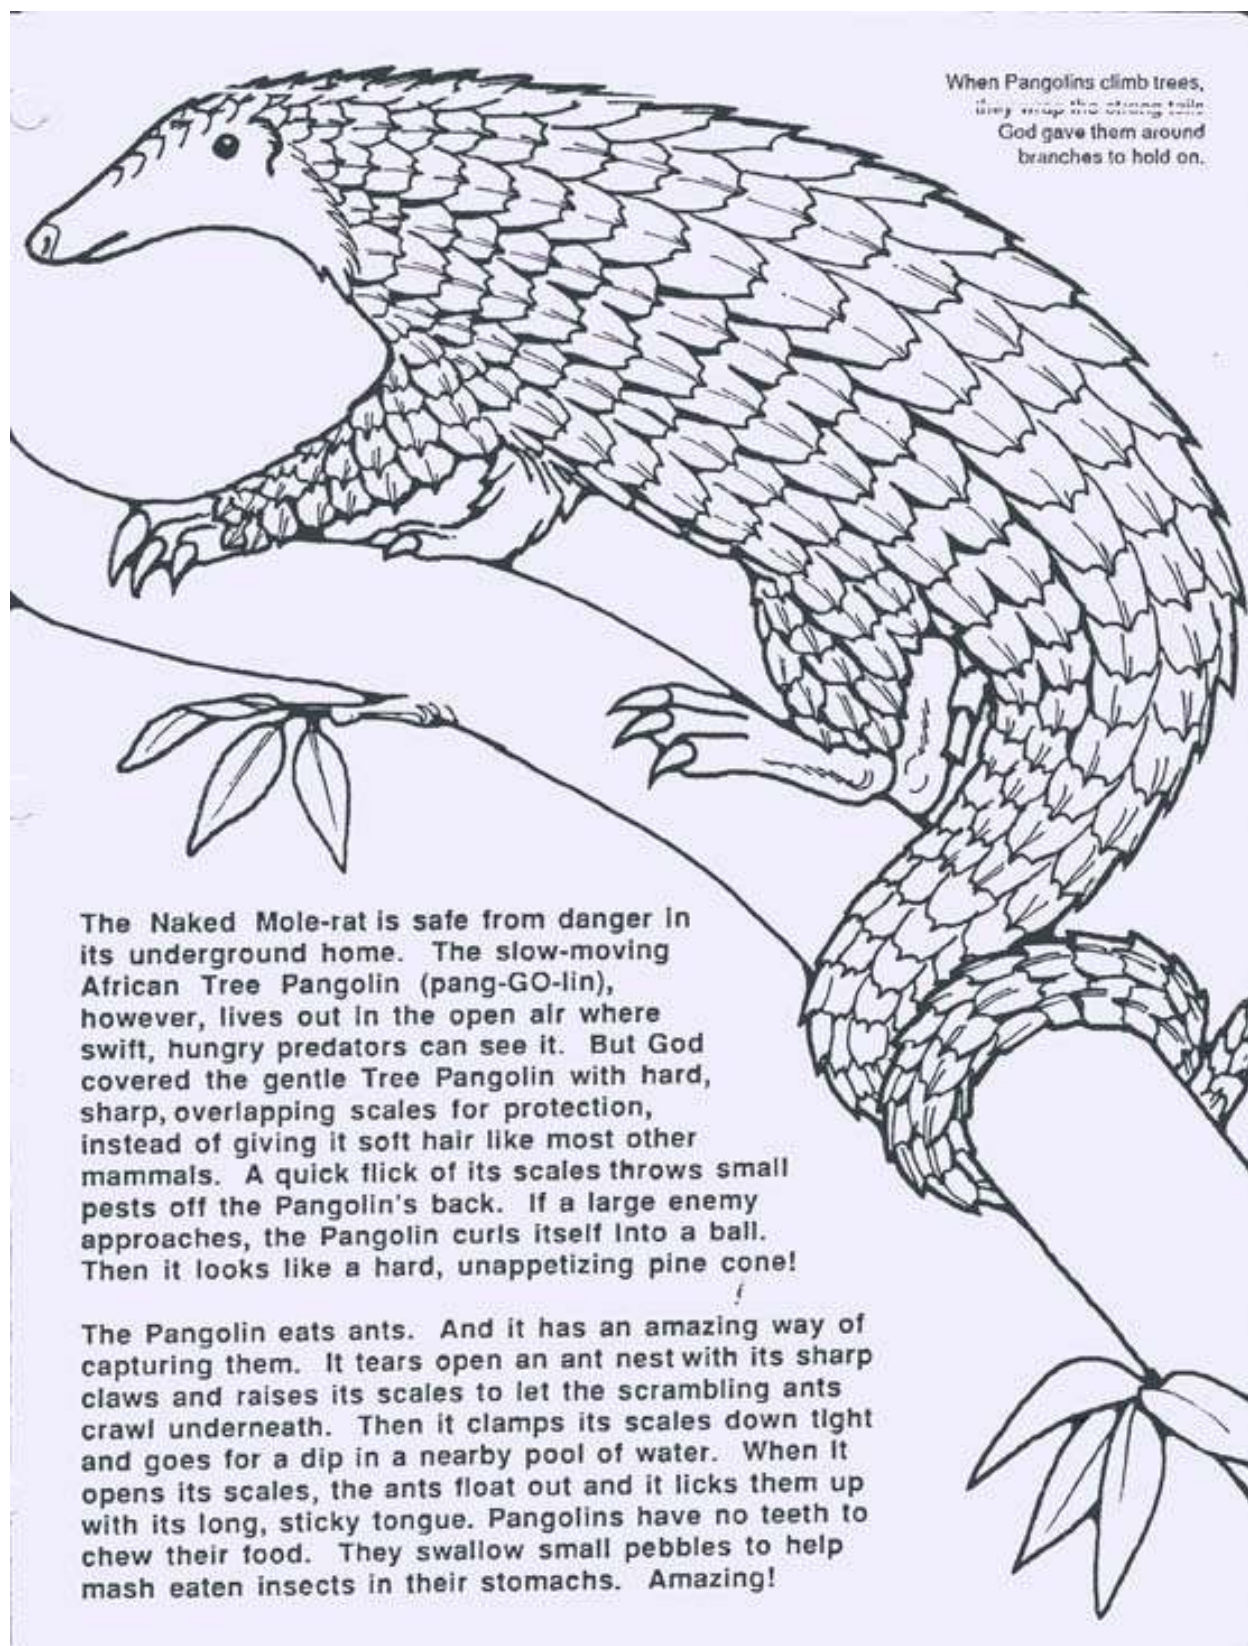 When Pangolins climb trees,
they wrap the strong tails
God gave them around
branches to hold on.
The Naked Mole-rat is safe from danger in
its underground home. The slow-moving
African Tree Pangolin (pang-GO-lin),
however, lives out in the open air where
swift, hungry predators can see it. But God
covered the gentle Tree Pangolin with hard,
sharp, overlapping scales for protection,
instead of giving it soft hair like most other
mammals. A quick flick of its scales throws small
pests off the Pangolin's back. If a large enemy
approaches, the Pangolin curls itself into a ball.
Then it looks like a hard, unappetizing pine cone!
The Pangolin eats ants. And it has an amazing way of
capturing them. It tears open an ant nest with its sharp
claws and raises its scales to let the scrambling ants
crawl underneath. Then it clamps its scales down tight
and goes for a dip in a nearby pool of water. When it
opens its scales, the ants float out and it licks them up
with its long, sticky tongue. Pangolins have no teeth to
chew their food. They swallow small pebbles to help
mash eaten insects in their stomachs. Amazing!